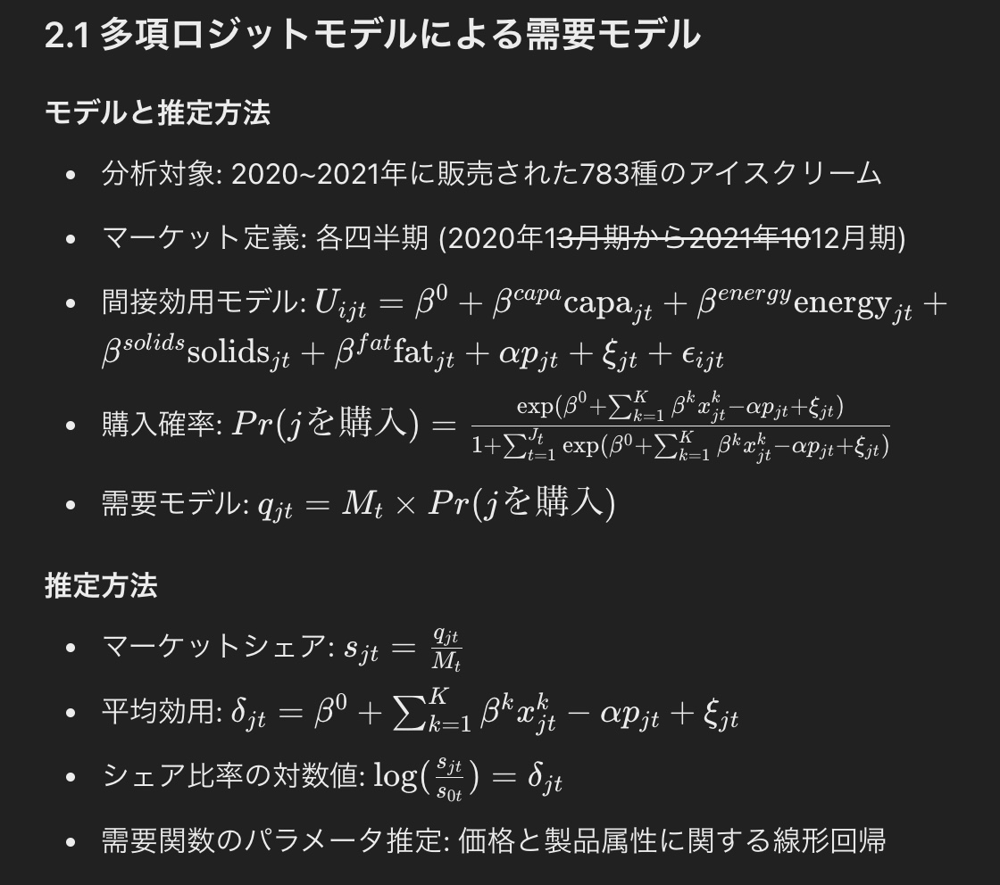 2.1 多項ロジットモデルによる需要モデル
モデルと推定方法
• 分析対象: 2020~2021年に販売された783種のアイスクリーム
• マーケット定義: 各四半期 (2020年1~~3月期から2021年10~~12月期)
• 間接効用モデル: $U_{ijt} = \beta^0 + \beta^{capa}\text{capa}_{jt} + \beta^{energy}\text{energy}_{jt} +$
$\beta^{solids}\text{solids}_{jt} + \beta^{fat}\text{fat}_{jt} + \alpha p_{jt} + \xi_{jt} + \epsilon_{ijt}$
• 購入確率: $Pr(jを購入) = \frac{\exp(\beta^0+\sum_{k=1}^{K} \beta^k x_{jt}^k-\alpha p_{jt}+\xi_{jt})}{1+\sum_{t=1}^{J_t} \exp(\beta^0+\sum_{k=1}^{K} \beta^k x_{jt}^k-\alpha p_{jt}+\xi_{jt})}$
• 需要モデル: $q_{jt} = M_t \times Pr(jを購入)$
推定方法
• マーケットシェア: $s_{jt} = \frac{q_{jt}}{M_t}$
• 平均効用: $\delta_{jt} = \beta^0 + \sum_{k=1}^{K} \beta^k x_{jt}^k - \alpha p_{jt} + \xi_{jt}$
• シェア比率の対数値: $\log(\frac{s_{jt}}{s_{0t}}) = \delta_{jt}$
• 需要関数のパラメータ推定: 価格と製品属性に関する線形回帰